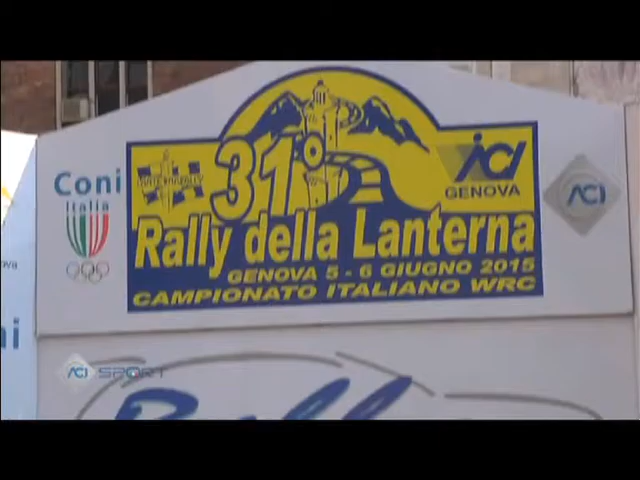 CONI
Italia
31°
ACI
GENOVA
ACI
Rally della Lanterna
GENOVA 5 - 6 GIUGNO 2015
CAMPIONATO ITALIANO WRC
ACI SPORT